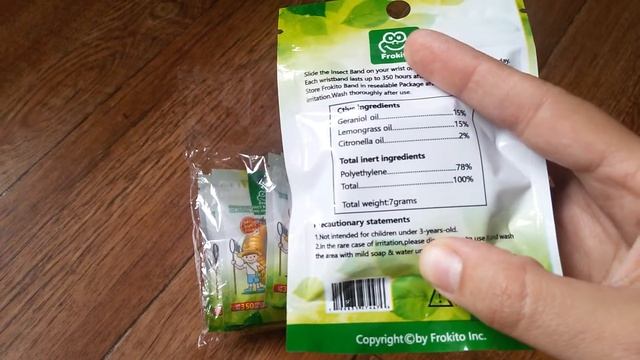 Frokito
Slide the Insect Band on your wrist or day.
Each wristband lasts up to 350 hours
Store Frokito Band in resealable Package
irritation.Wash thoroughly after use.
Other Ingredients
Geraniol oil 15%
Lemongrass oil 15%
Citronella oil 2%
Total inert ingredients
Polyethylene 78%
Total 100%
Total weight:7grams
Precautionary statements
1.Not intended for children under 3-years-old.
2.In the rare case of irritation,please use and wash
the area with mild soap & water
Copyright©by Frokito Inc.
350